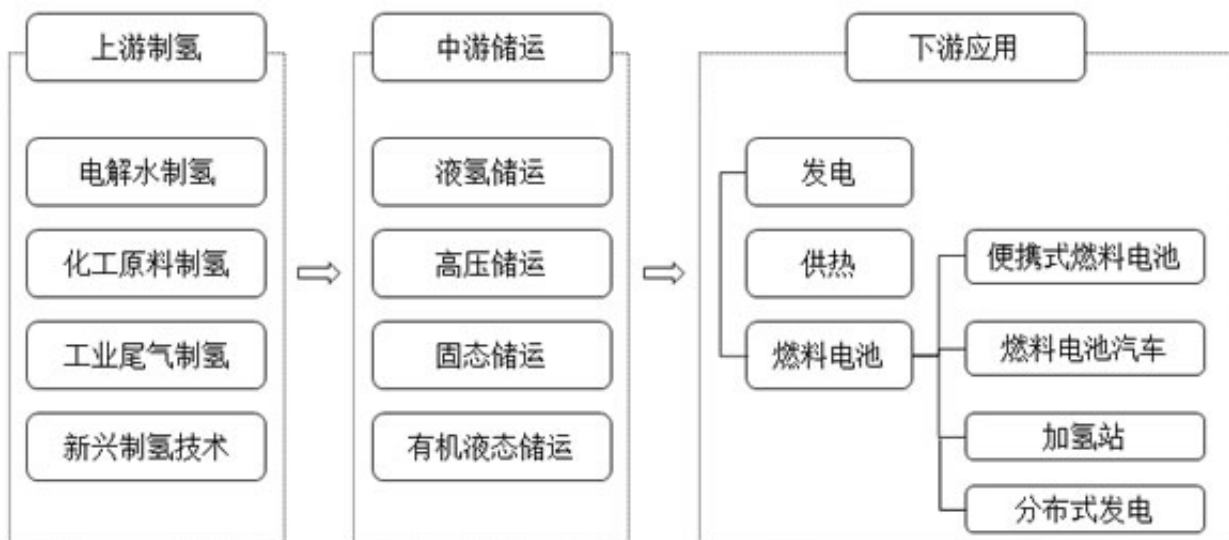 上游制氢
电解水制氢
化工原料制氢
工业尾气制氢
新兴制氢技术
中游储运
液氢储运
高压储运
固态储运
有机液态储运
下游应用
发电
供热
燃料电池
便携式燃料电池
燃料电池汽车
加氢站
分布式发电